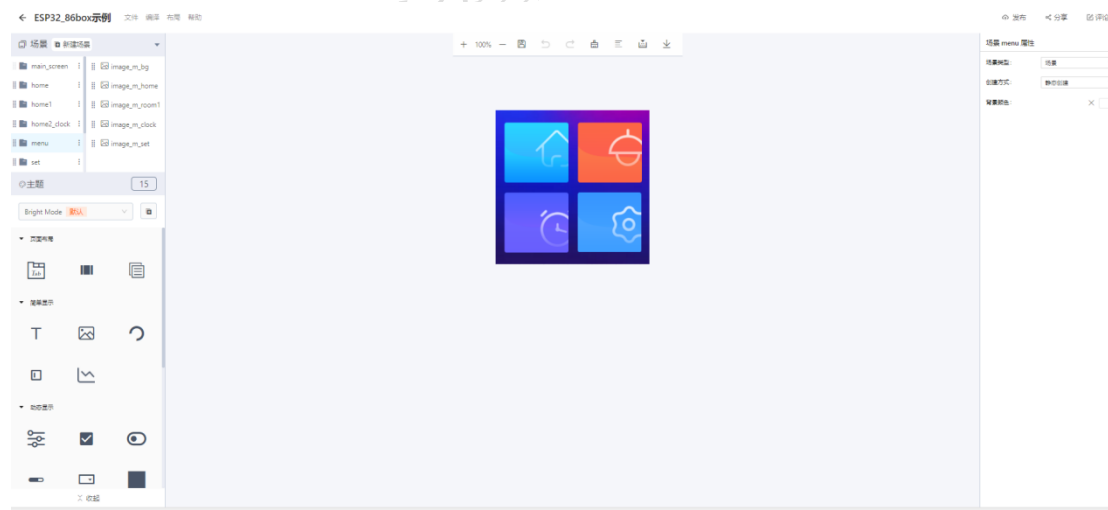 ESP32_86box示例 文件 编译 布局 帮助 发布 分享 评论
场景 新建场景
100%
场景 menu 属性
main_screen
home
home1
home2_clock
menu
set
image_m_bg
image_m_home
image_m_room1
image_m_clock
image_m_set
场景类型: 场景
创建方式: 静态创建
背景颜色:
主题 15
Bright Mode 默认
页面布局
Tab
简单显示
动态显示
收起